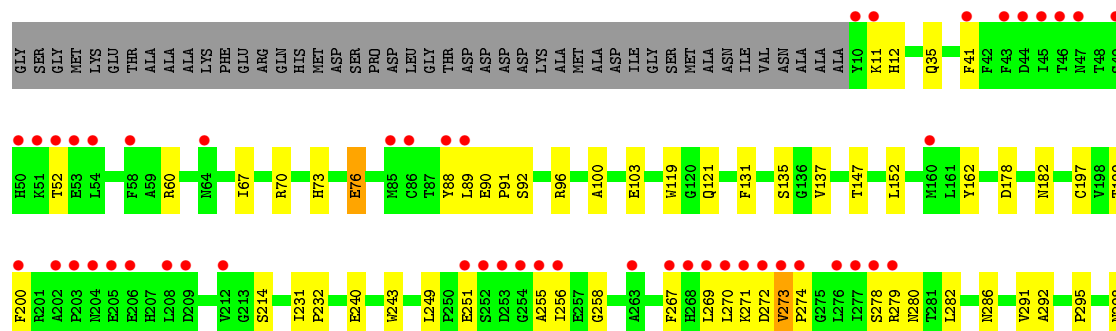 GLY SER GLY MET LYS GLU THR ALA ALA ALA LYS PHE GLU ARG GLN HIS MET ASP SER PRO ASP LEU GLY THR ASP ASP ASP ASP LYS ALA MET ALA ASP ILE GLY SER MET ALA ASN ILE VAL ASN ALA ALA ALA Y10 K11 H12 Q35 F41 F42 F43 D44 I45 T46 N47 T48
H50 K51 T52 E53 L54 F58 A59 R60 N64 I67 R70 H73 E76 M85 C86 T87 Y88 L89 E90 P91 S92 R96 A100 E103 W119 G120 Q121 F131 S135 G136 V137 T147 L152 M160 L161 Y162 D178 N182 C197 V198
F200 R201 A202 P203 N204 E205 E206 H207 L208 D209 V212 G213 S214 I231 P232 E240 W243 L249 P250 E251 S252 D253 G254 A255 I256 E257 G258 A263 F267 H268 L269 L270 K271 D272 V273 P274 G275 L276 I277 S278 R279 N280 T281 L282 N286 V291 A292 P295